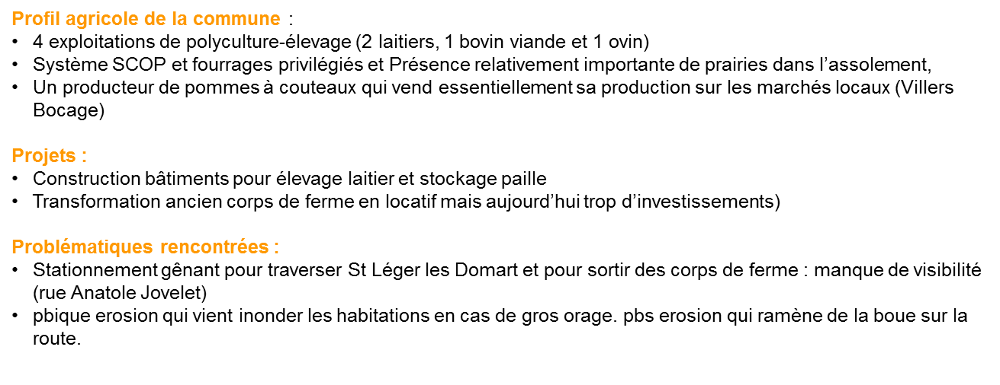 Profil agricole de la commune :
• 4 exploitations de polyculture-élevage (2 laitiers, 1 bovin viande et 1 ovin)
• Système SCOP et fourrages privilégiés et Présence relativement importante de prairies dans l'assolement,
• Un producteur de pommes à couteaux qui vend essentiellement sa production sur les marchés locaux (Villers
Bocage)
Projets :
• Construction bâtiments pour élevage laitier et stockage paille
• Transformation ancien corps de ferme en locatif mais aujourd'hui trop d'investissements)
Problématiques rencontrées :
• Stationnement gênant pour traverser St Léger les Domart et pour sortir des corps de ferme : manque de visibilité
(rue Anatole Jovelet)
• pbique erosion qui vient inonder les habitations en cas de gros orage. pbs erosion qui ramène de la boue sur la
route.